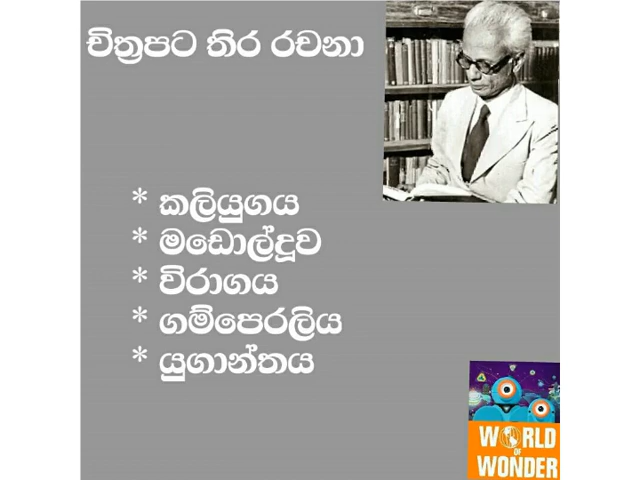 චිත්‍රපට තිර රචනා
* කලියුගය
* මඩොල්දූව
* විරාගය
* ගම්පෙරලිය
* යුගාන්තය
WORLD
OF
WONDER